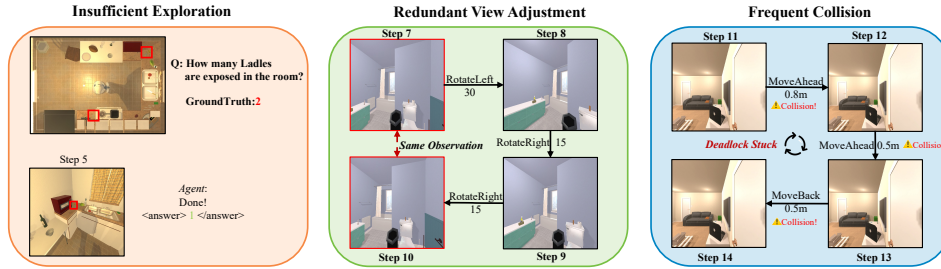 Insufficient Exploration
Q: How many Ladles
are exposed in the room?
GroundTruth:2
Step 5
Agent:
Done!
<answer> 1 </answer>
Redundant View Adjustment
Step 7
Step 8
RotateLeft
30
Same Observation
RotateRight 15
RotateRight
15
Step 10
Step 9
Frequent Collision
Step 11
Step 12
MoveAhead
0.8m
Collision!
Deadlock Stuck
MoveAhead 0.5m
Collision
MoveBack
0.5m
Collision!
Step 14
Step 13